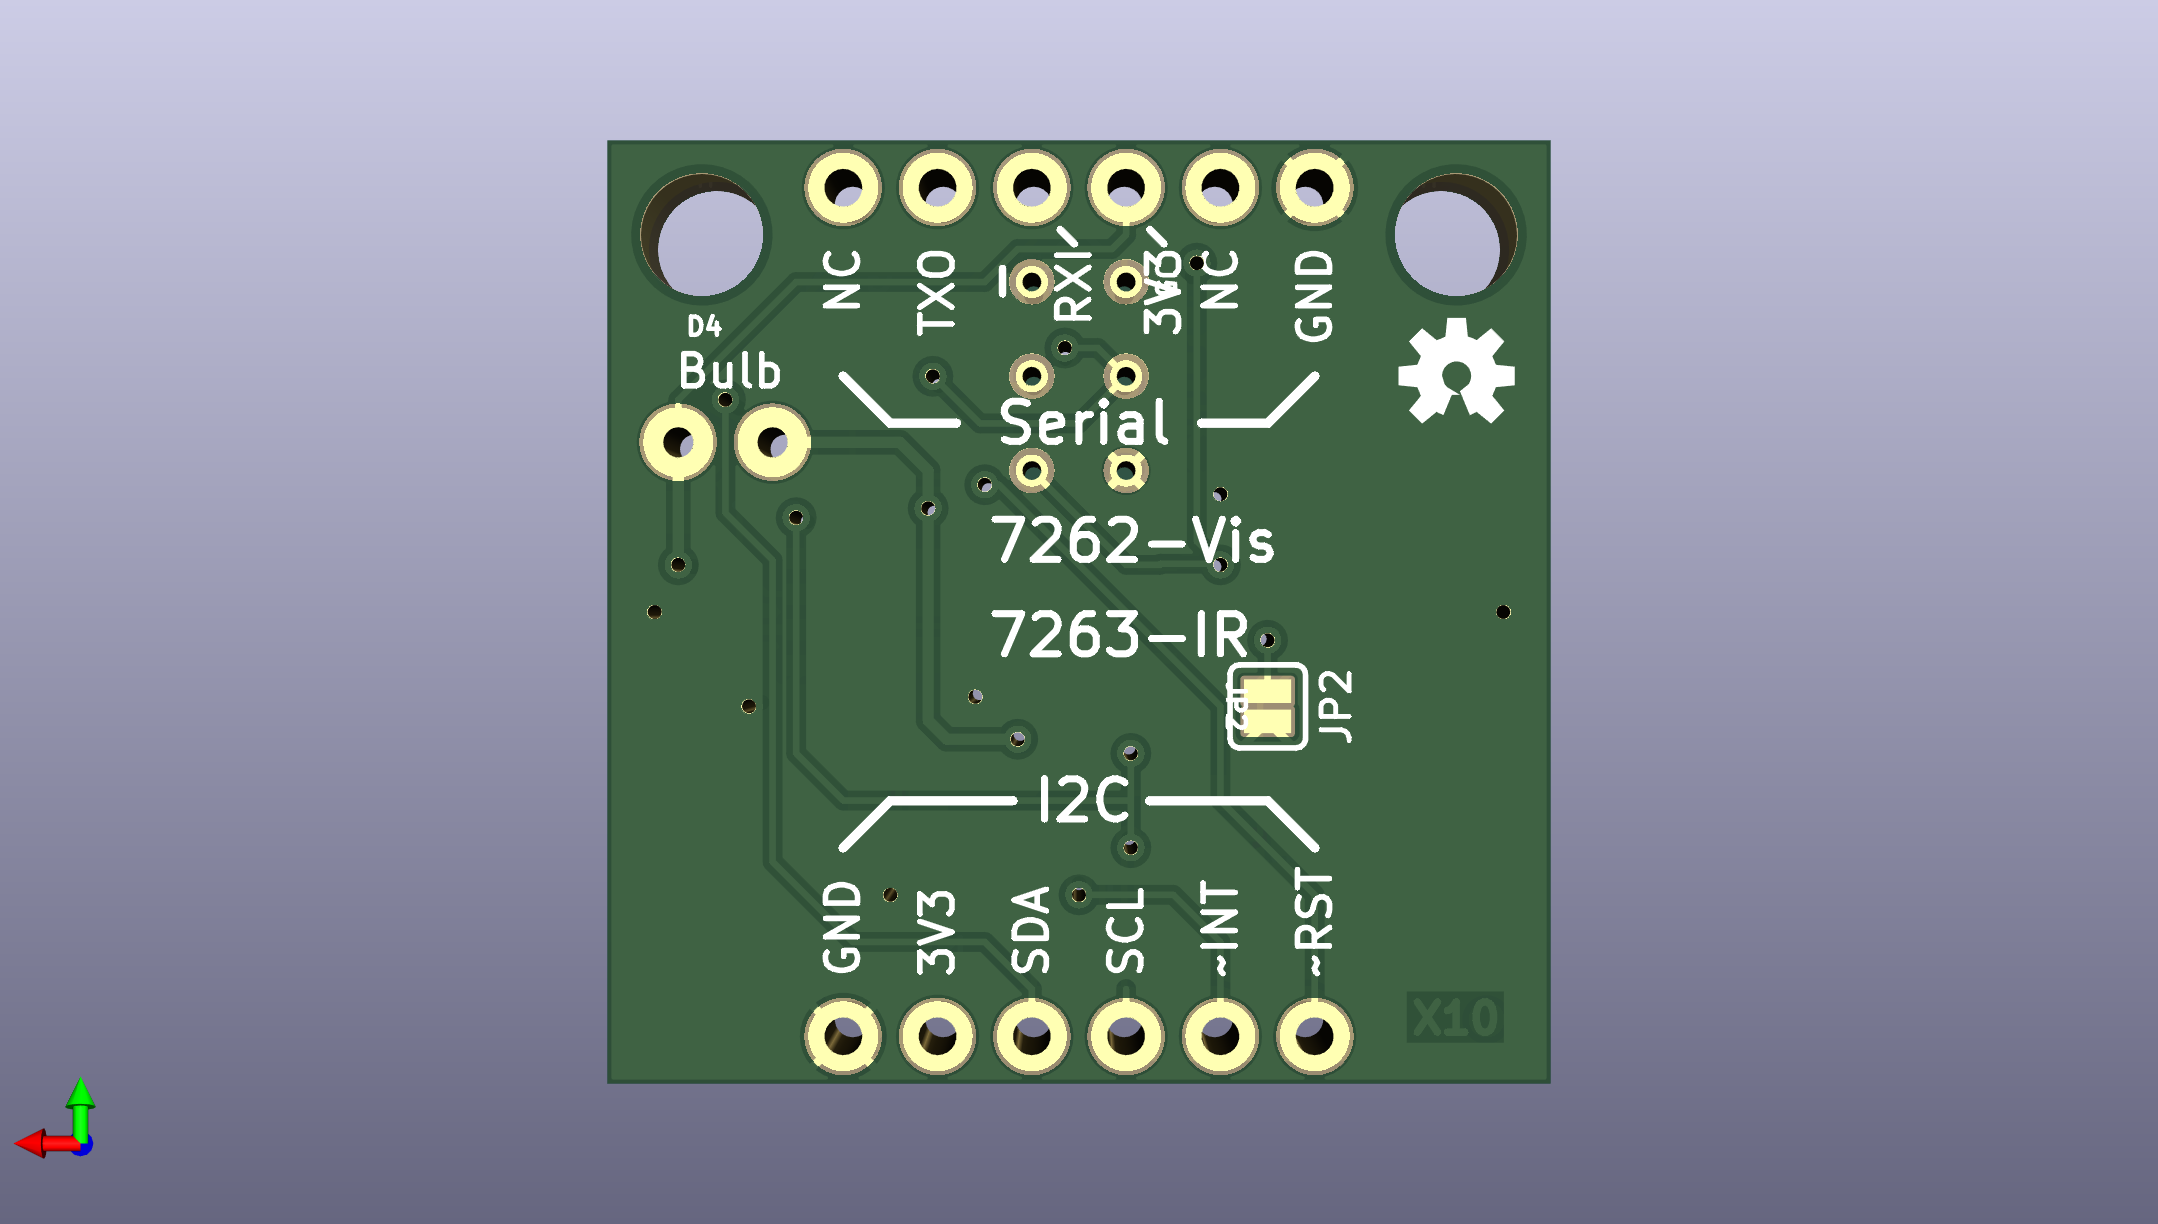 NC TXO RXI 3V3 NC GND
D4
Bulb
Serial
7262-Vis
7263-IR
JP2
I2C
GND 3V3 SDA SCL ~INT ~RST
X10